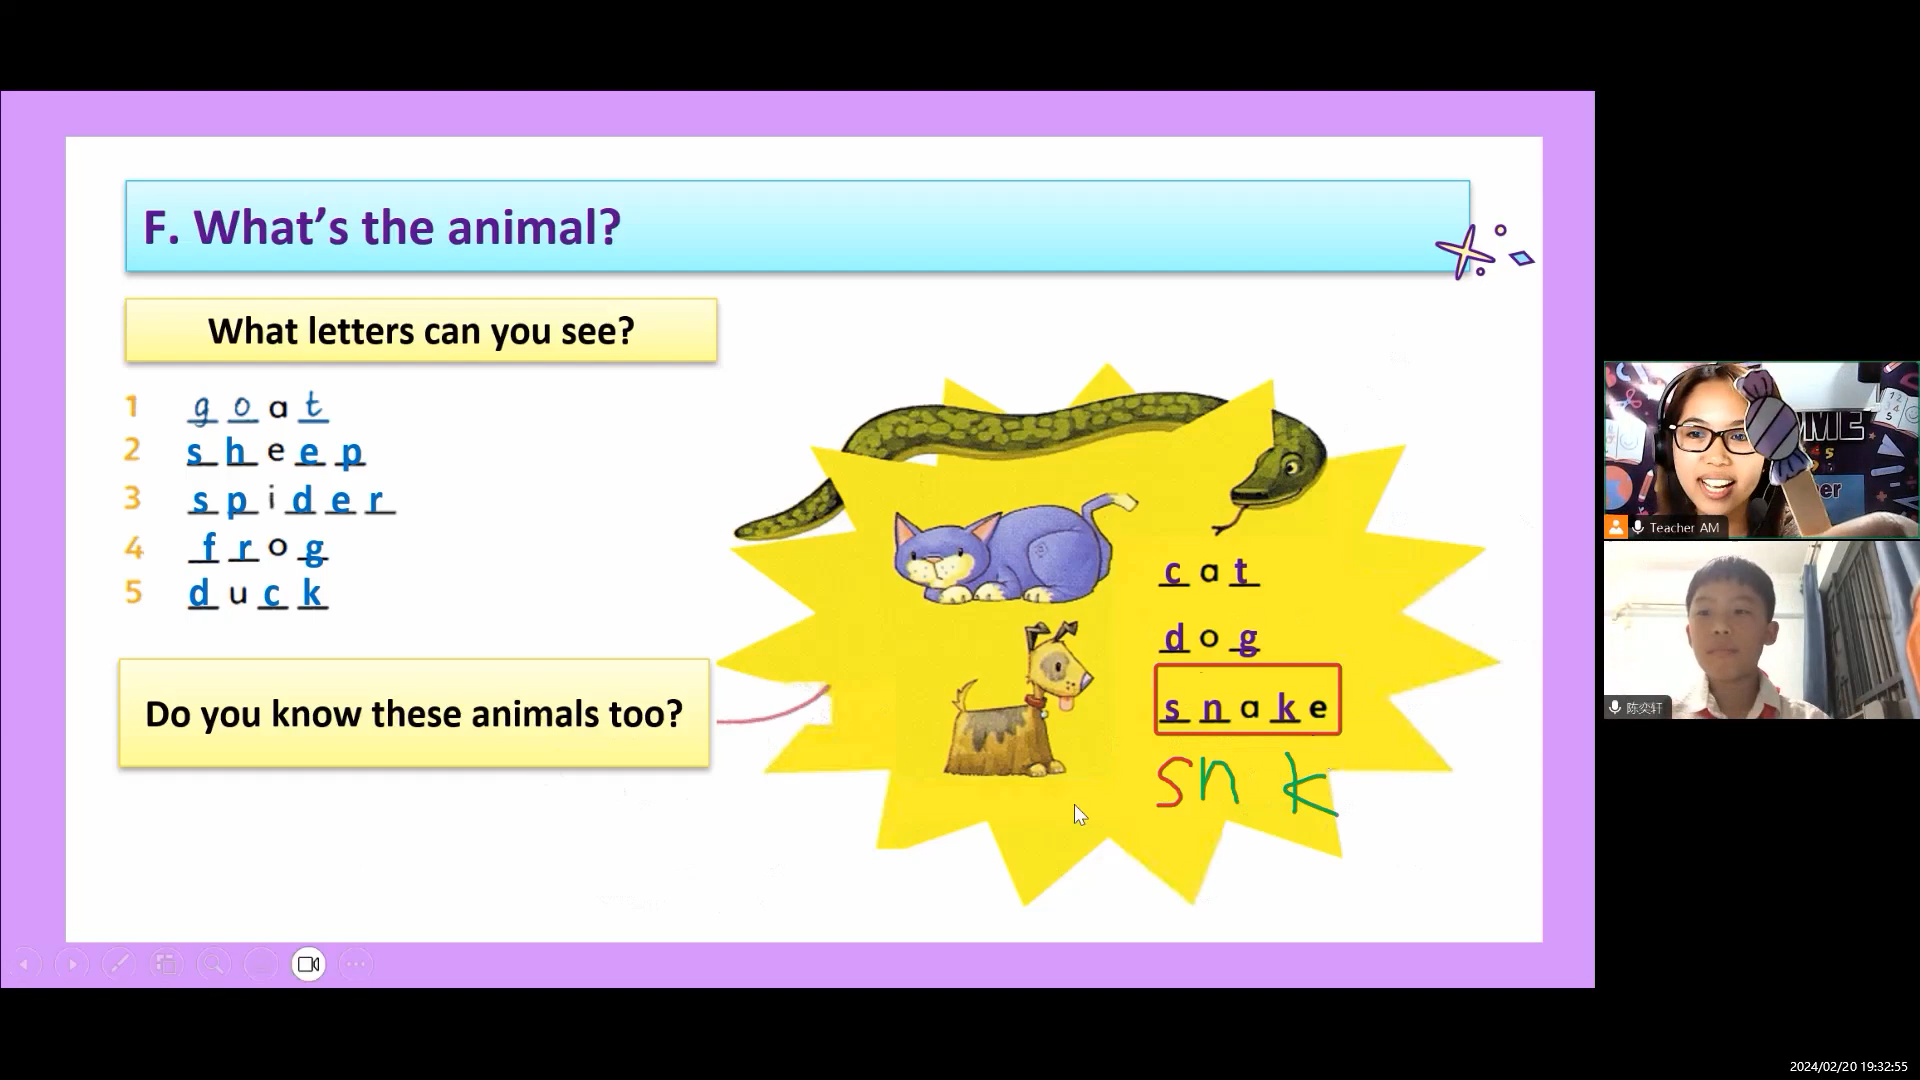 F. What's the animal?
What letters can you see?
1 goat
2 sheep
3 spider
4 frog
5 duck
Do you know these animals too?
cat
dog
snake
sn k
Teacher AM
陈奕轩
2024/02/20 19:32:55